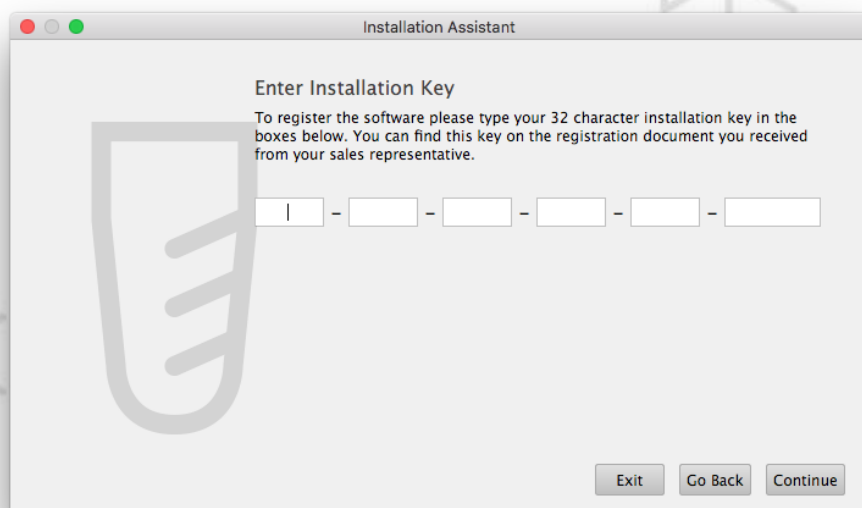 Installation Assistant
Enter Installation Key
To register the software please type your 32 character installation key in the
boxes below. You can find this key on the registration document you received
from your sales representative.
- - - - -
Exit Go Back Continue